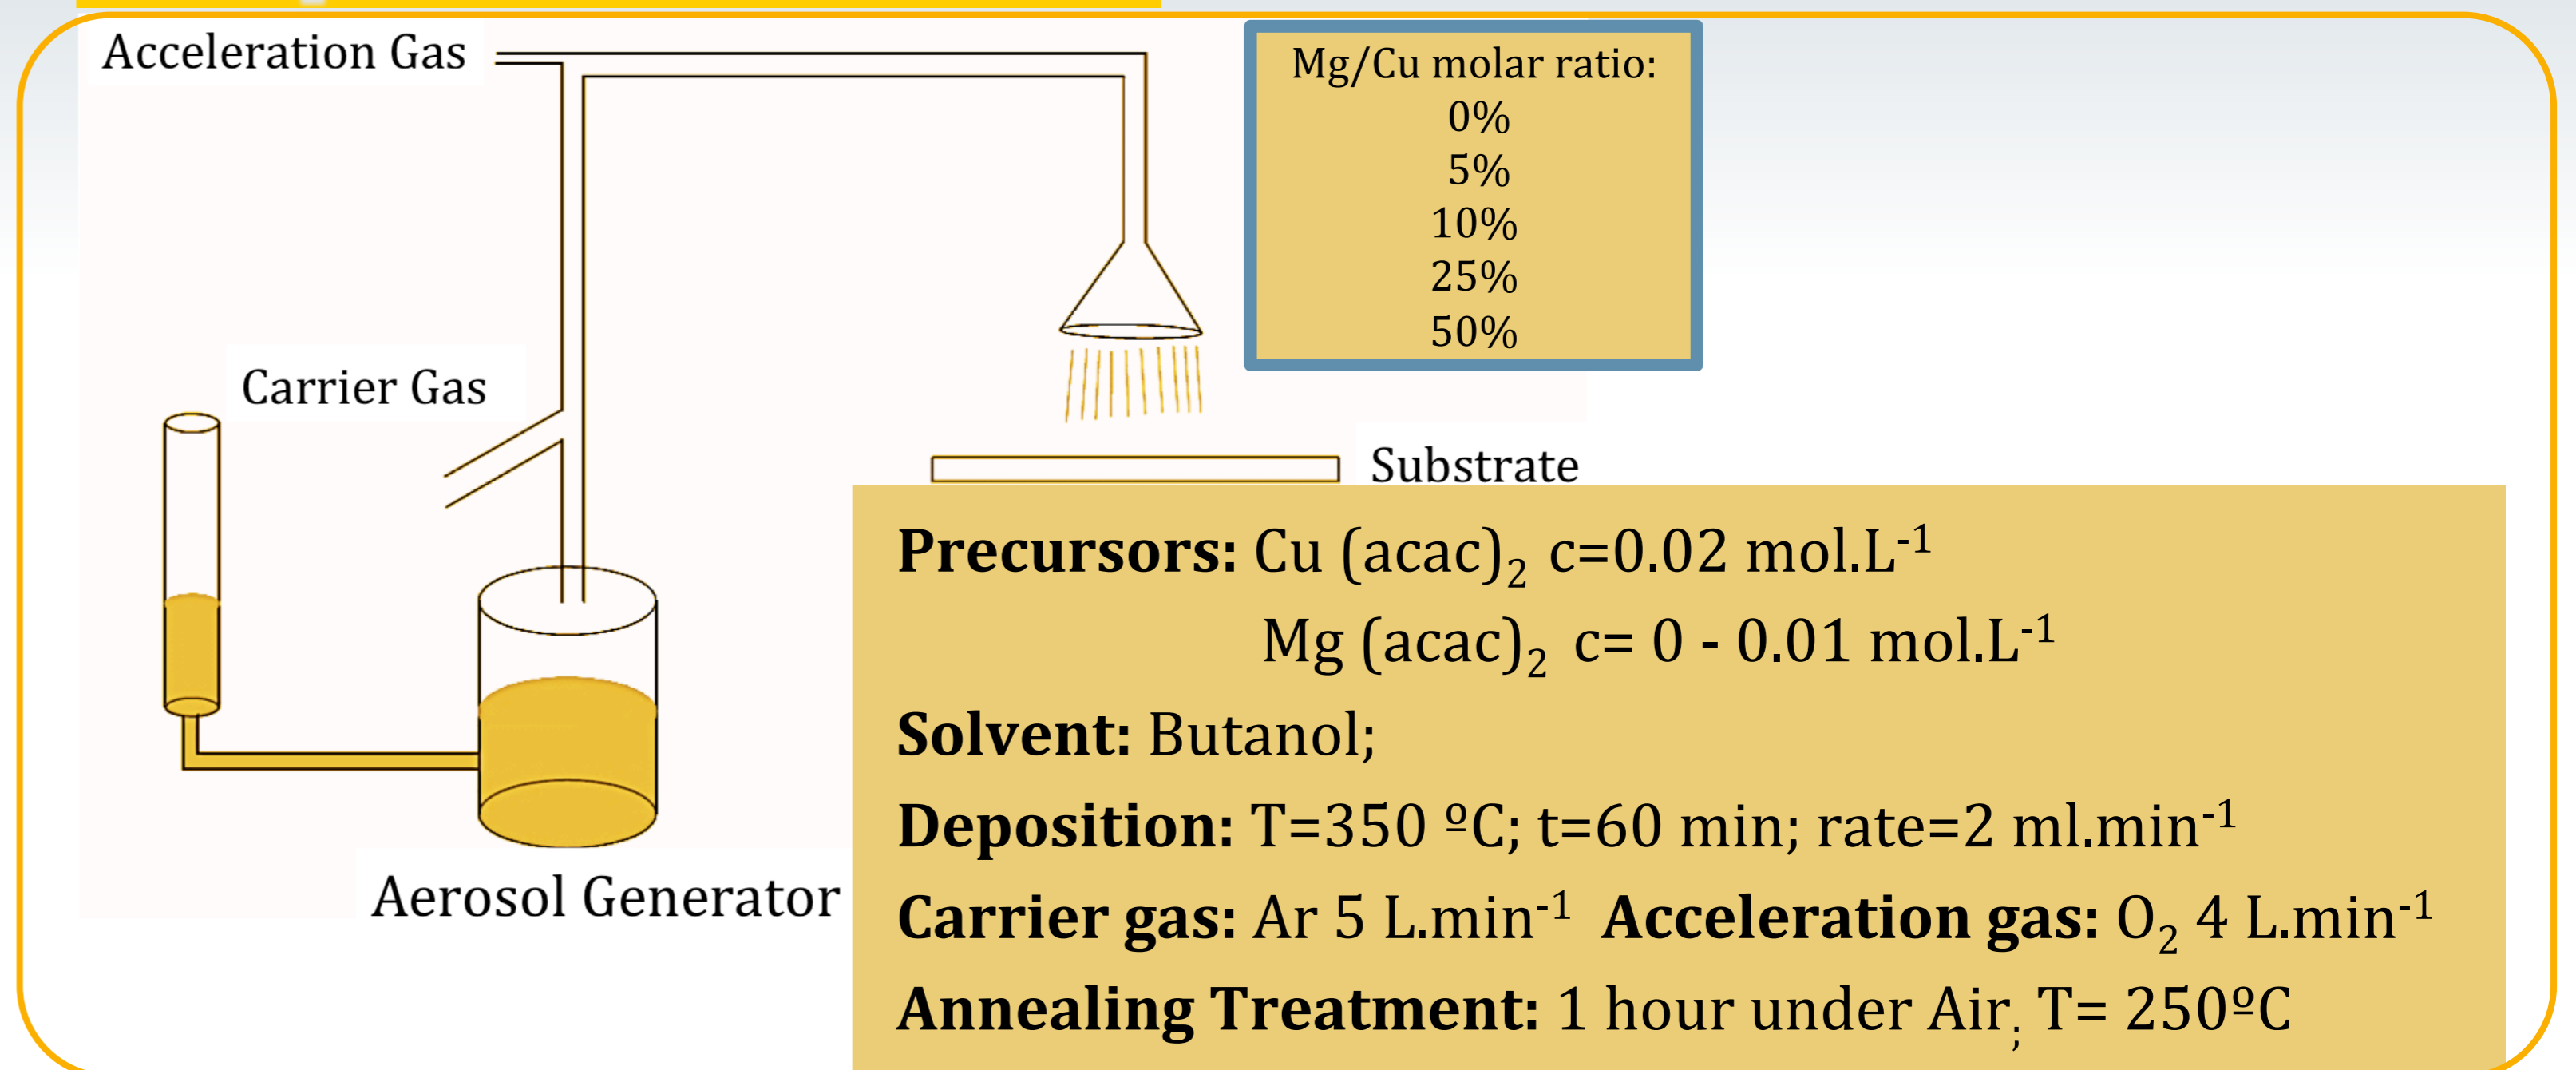 Acceleration Gas
Mg/Cu molar ratio:
0%
5%
10%
25%
50%
Carrier Gas
Substrate
Aerosol Generator
Precursors: Cu (acac)₂ c=0.02 mol.L⁻¹
Mg (acac)₂ c= 0 - 0.01 mol.L⁻¹
Solvent: Butanol;
Deposition: T=350 ºC; t=60 min; rate=2 ml.min⁻¹
Carrier gas: Ar 5 L.min⁻¹ Acceleration gas: O₂ 4 L.min⁻¹
Annealing Treatment: 1 hour under Air; T= 250ºC